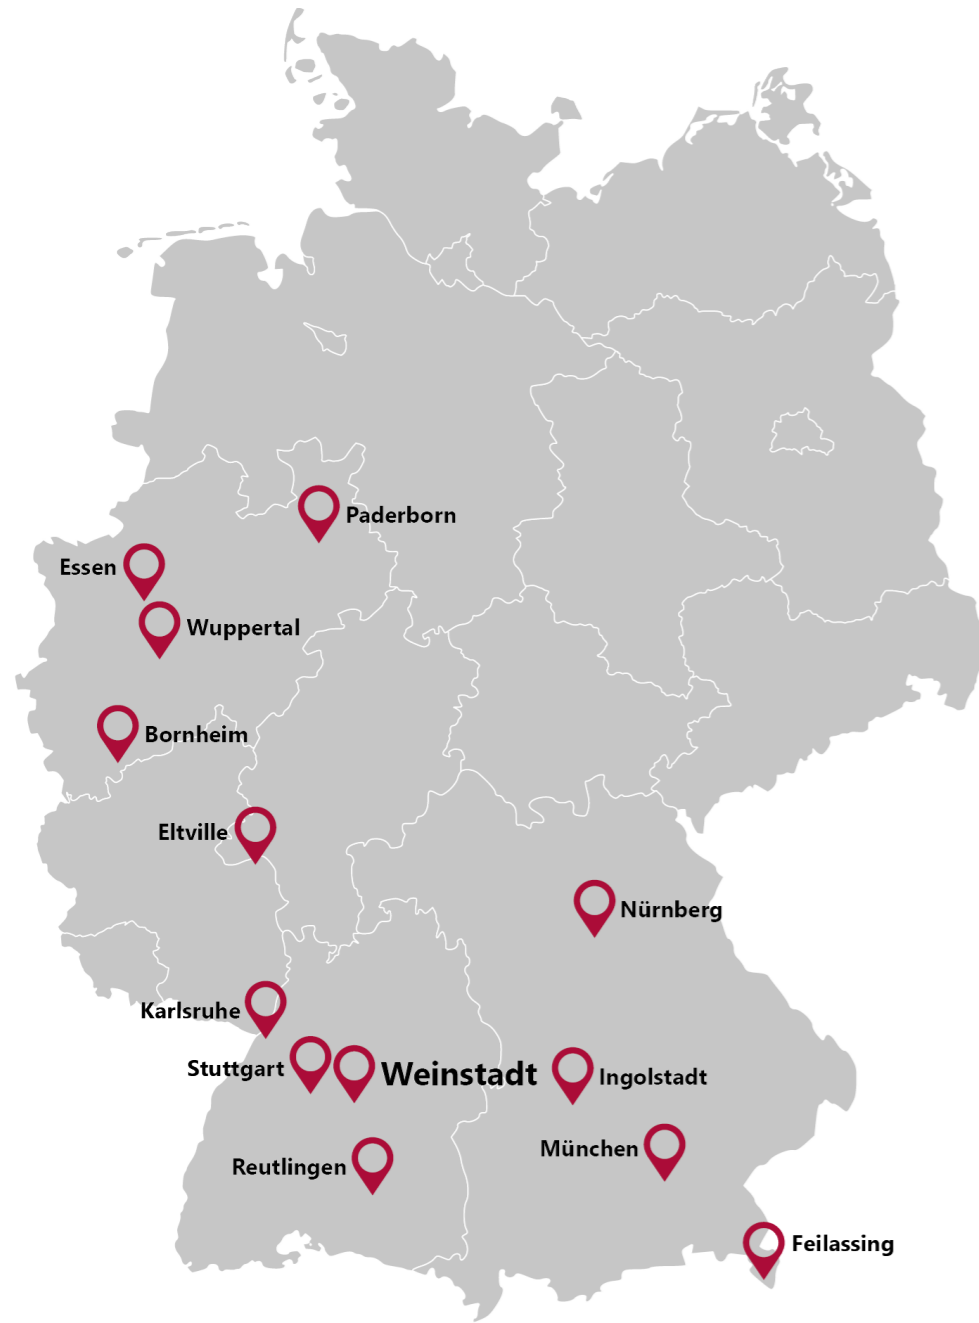 Paderborn
Essen
Wuppertal
Bornheim
Eltville
Nürnberg
Karlsruhe
Stuttgart
Weinstadt
Ingolstadt
München
Reutlingen
Feilassing